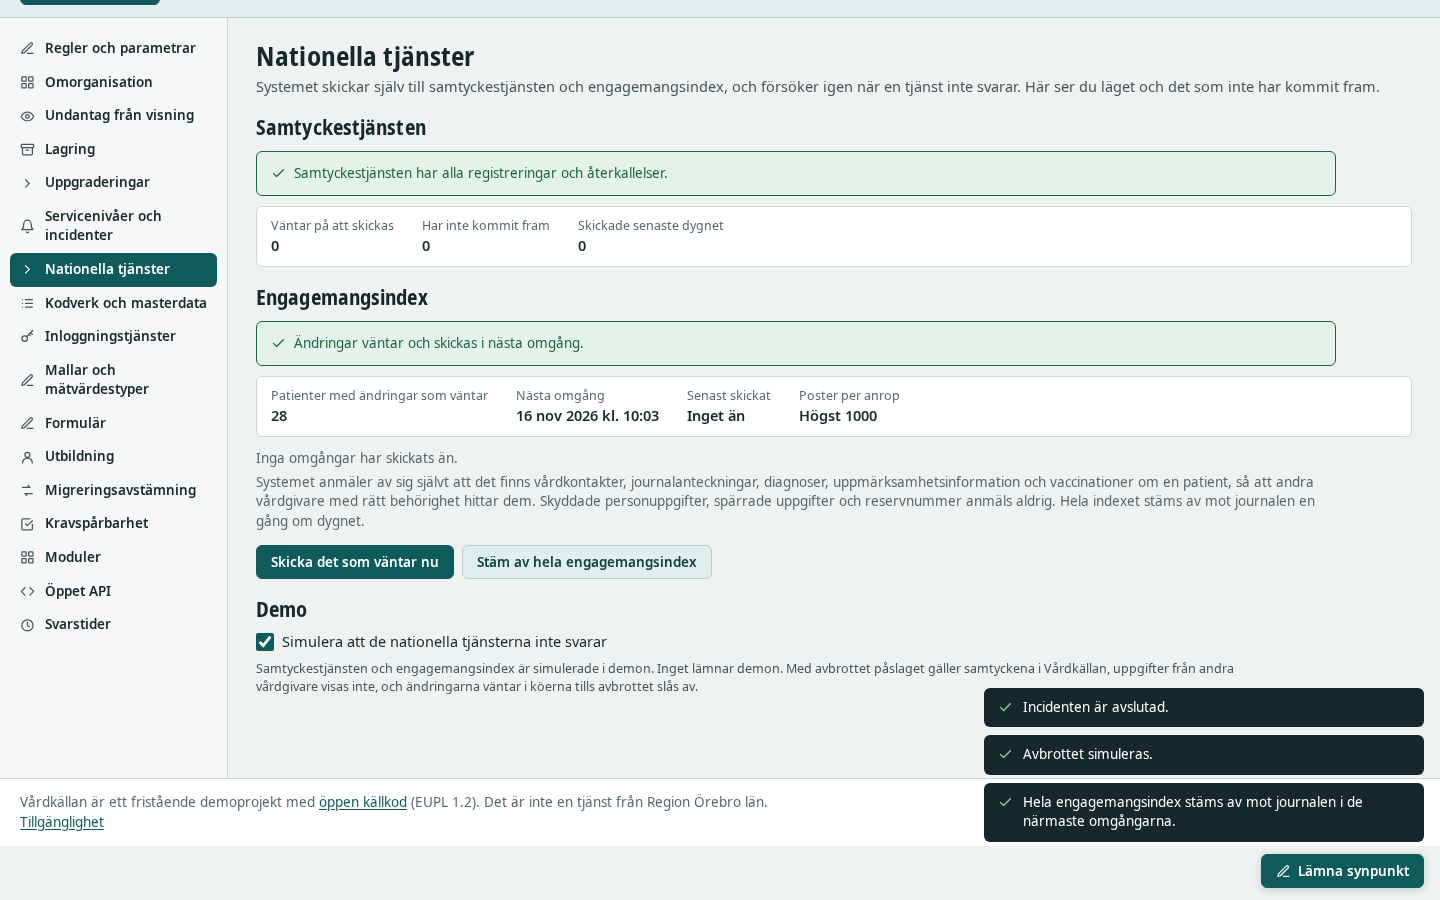 Regler och parametrar
Omorganisation
Undantag från visning
Lagring
Uppgraderingar
Servicenivåer och
incidenter
Nationella tjänster
Kodverk och masterdata
Inloggningstjänster
Mallar och
mätvärdestyper
Formulär
Utbildning
Migreringsavstämning
Kravspårbarhet
Moduler
Öppet API
Svarstider
Nationella tjänster
Systemet skickar själv till samtyckestjänsten och engagemangsindex, och försöker igen när en tjänst inte svarar. Här ser du läget och det som inte har kommit fram.
Samtyckestjänsten
Samtyckestjänsten har alla registreringar och återkallelser.
Väntar på att skickas Har inte kommit fram Skickade senaste dygnet
0 0 0
Engagemangsindex
Ändringar väntar och skickas i nästa omgång.
Patienter med ändringar som väntar Nästa omgång Senast skickat Poster per anrop
28 16 nov 2026 kl. 10:03 Inget än Högst 1000
Inga omgångar har skickats än.
Systemet anmäler av sig självt att det finns vårdkontakter, journalanteckningar, diagnoser, uppmärksamhetsinformation och vaccinationer om en patient, så att andra
vårdgivare med rätt behörighet hittar dem. Skyddade personuppgifter, spärrade uppgifter och reservnummer anmäls aldrig. Hela indexet stäms av mot journalen en
gång om dygnet.
Skicka det som väntar nu Stäm av hela engagemangsindex
Demo
Simulera att de nationella tjänsterna inte svarar
Samtyckestjänsten och engagemangsindex är simulerade i demon. Inget lämnar demon. Med avbrottet påslaget gäller samtyckena i Vårdkällan, uppgifter från andra
vårdgivare visas inte, och ändringarna väntar i köerna tills avbrottet slås av.
Incidenten är avslutad.
Avbrottet simuleras.
Hela engagemangsindex stäms av mot journalen i de
närmaste omgångarna.
Vårdkällan är ett fristående demoprojekt med öppen källkod (EUPL 1.2). Det är inte en tjänst från Region Örebro län.
Tillgänglighet
Lämna synpunkt